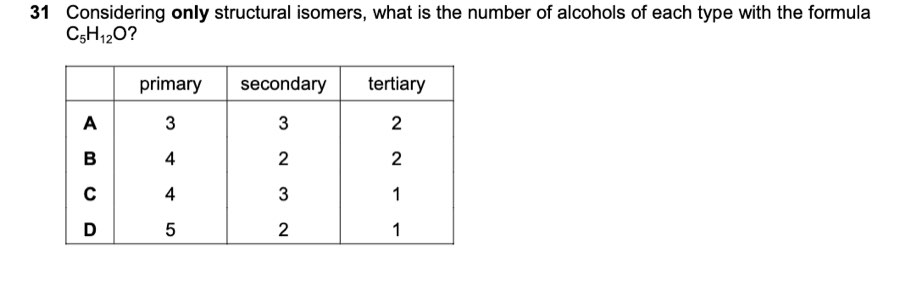 31 Considering only structural isomers, what is the number of alcohols of each type with the formula
C₅H₁₂O?
primary secondary tertiary
A 3 3 2
B 4 2 2
C 4 3 1
D 5 2 1